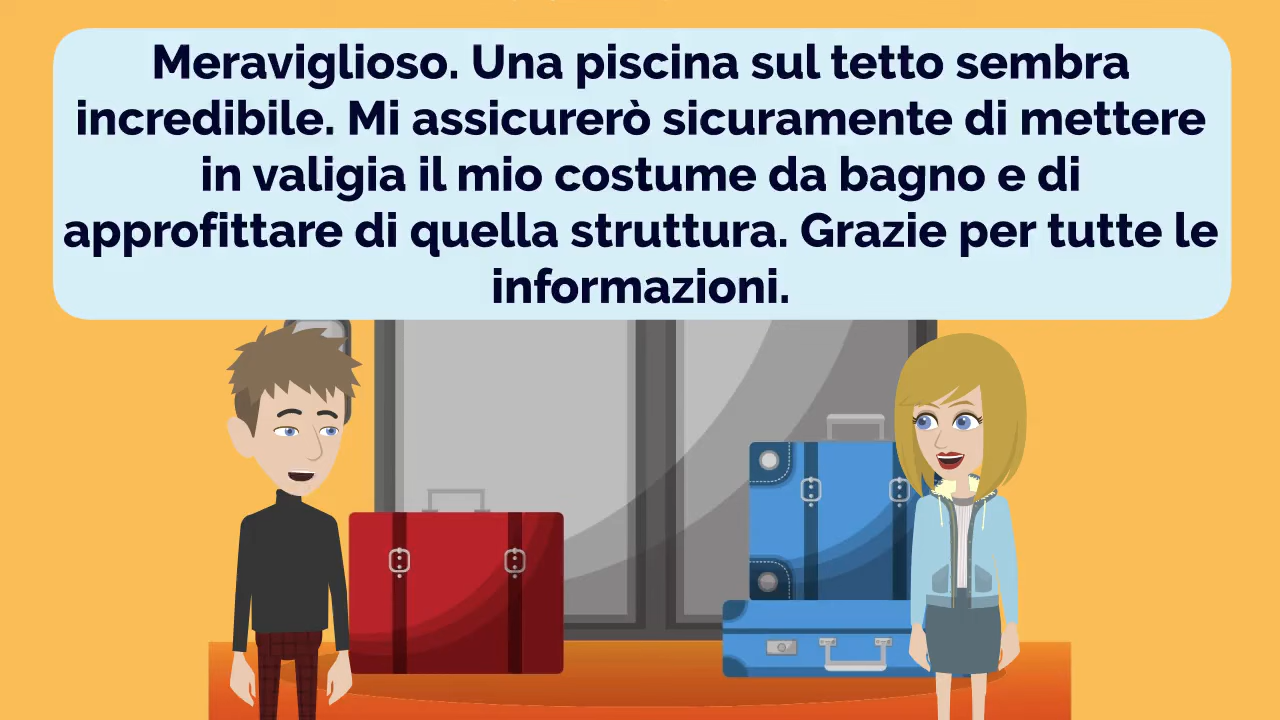 Meraviglioso. Una piscina sul tetto sembra
incredibile. Mi assicurerò sicuramente di mettere
in valigia il mio costume da bagno e di
approfittare di quella struttura. Grazie per tutte le
informazioni.